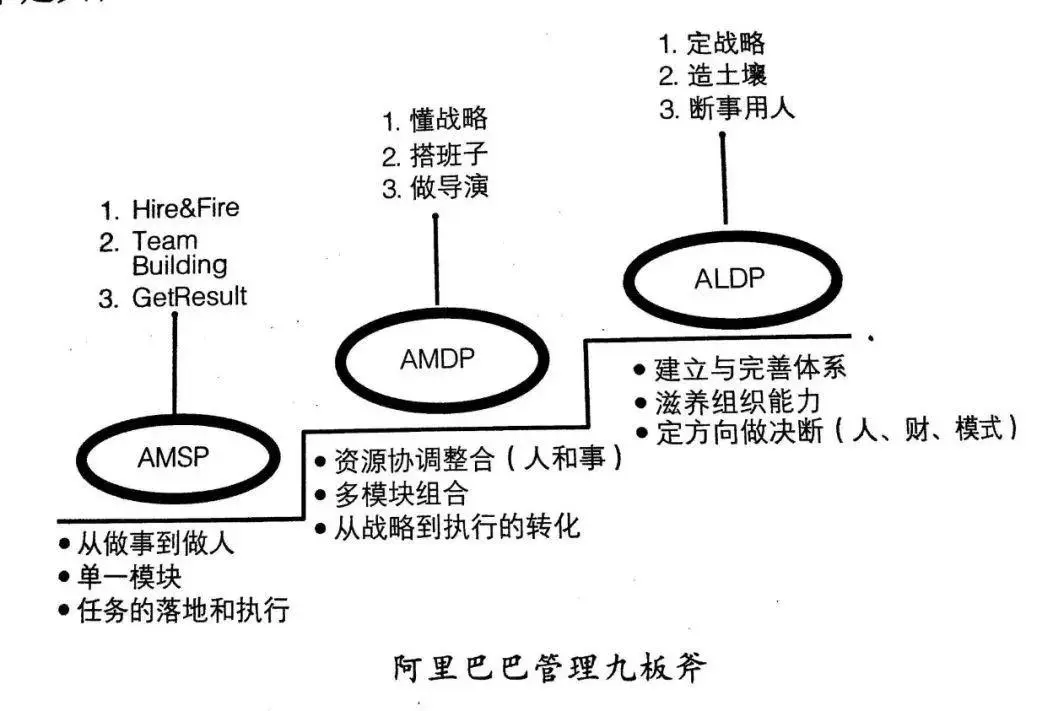 1. 定战略
2. 造土壤
3. 断事用人
1. 懂战略
2. 搭班子
3. 做导演
1. Hire&Fire
2. Team
Building
3. GetResult
ALDP
AMDP
AMSP
• 建立与完善体系
• 滋养组织能力
• 定方向做决断（人、财、模式）
• 资源协调整合（人和事）
• 多模块组合
• 从战略到执行的转化
• 从做事到做人
• 单一模块
• 任务的落地和执行
阿里巴巴管理九板斧